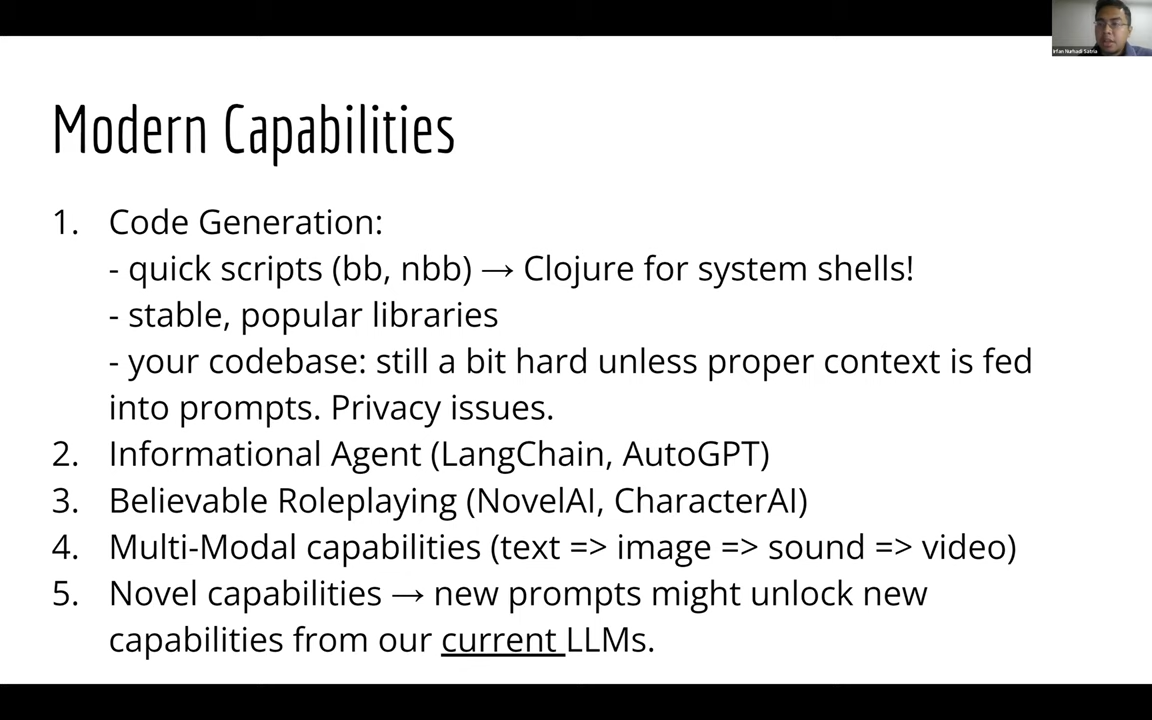 Irfan Nurhadi Satria
Modern Capabilities
1. Code Generation:
- quick scripts (bb, nbb) → Clojure for system shells!
- stable, popular libraries
- your codebase: still a bit hard unless proper context is fed
into prompts. Privacy issues.
2. Informational Agent (LangChain, AutoGPT)
3. Believable Roleplaying (NovelAI, CharacterAI)
4. Multi-Modal capabilities (text => image => sound => video)
5. Novel capabilities → new prompts might unlock new
capabilities from our current LLMs.